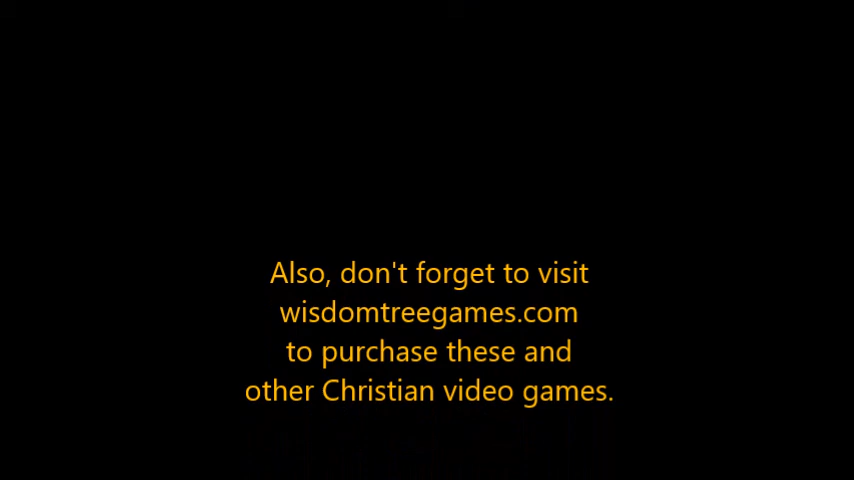 Also, don't forget to visit
wisdomtreegames.com
to purchase these and
other Christian video games.